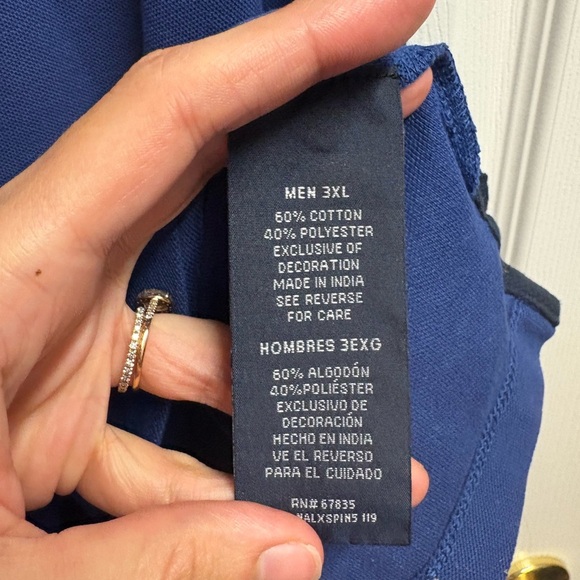 MEN 3XL
60% COTTON
40% POLYESTER
EXCLUSIVE OF
DECORATION
MADE IN INDIA
SEE REVERSE
FOR CARE
HOMBRES 3EXG
60% ALGODÓN
40%POLIÉSTER
EXCLUSIVO DE
DECORACIÓN
HECHO EN INDIA
VE EL REVERSO
PARA EL CUIDADO
RN# 67835
119